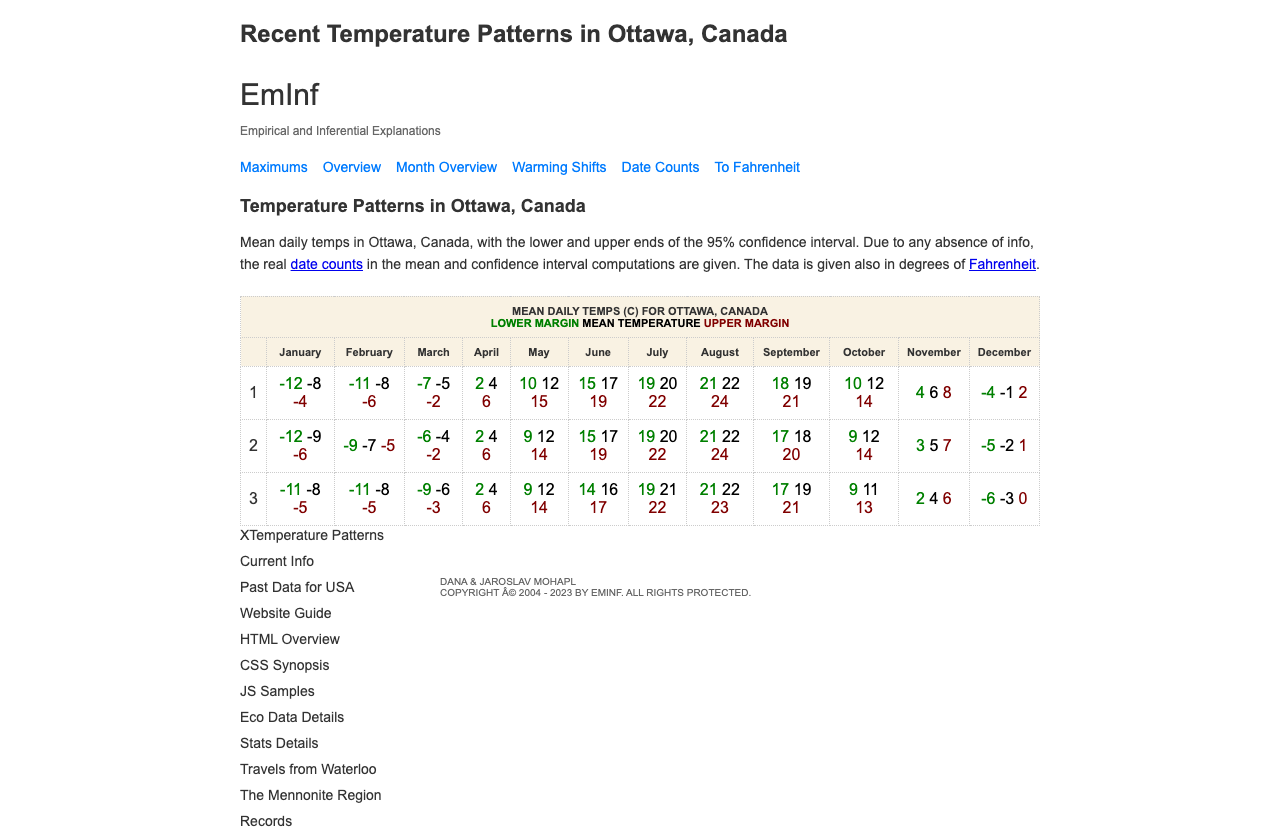 Recent Temperature Patterns in Ottawa, Canada
EmInf
Empirical and Inferential Explanations
Maximums Overview Month Overview Warming Shifts Date Counts To Fahrenheit
Temperature Patterns in Ottawa, Canada
Mean daily temps in Ottawa, Canada, with the lower and upper ends of the 95% confidence interval. Due to any absence of info,
the real date counts in the mean and confidence interval computations are given. The data is given also in degrees of Fahrenheit.
MEAN DAILY TEMPS (C) FOR OTTAWA, CANADA
LOWER MARGIN MEAN TEMPERATURE UPPER MARGIN
January February March April May June July August September October November December
1 -12 -8 -4 -11 -8 -6 -7 -5 -2 2 4 6 10 12 15 15 17 19 19 20 22 21 22 24 18 19 21 10 12 14 4 6 8 -4 -1 2
2 -12 -9 -6 -9 -7 -5 -6 -4 -2 2 4 6 9 12 14 15 17 19 19 20 22 21 22 24 17 18 20 9 12 14 3 5 7 -5 -2 1
3 -11 -8 -5 -11 -8 -5 -9 -6 -3 2 4 6 9 12 14 14 16 17 19 21 22 21 22 23 17 19 21 9 11 13 2 4 6 -6 -3 0
XTemperature Patterns
Current Info
Past Data for USA
Website Guide
HTML Overview
CSS Synopsis
JS Samples
Eco Data Details
Stats Details
Travels from Waterloo
The Mennonite Region
Records
DANA & JAROSLAV MOHAPL
COPYRIGHT Â© 2004 - 2023 BY EMINF. ALL RIGHTS PROTECTED.